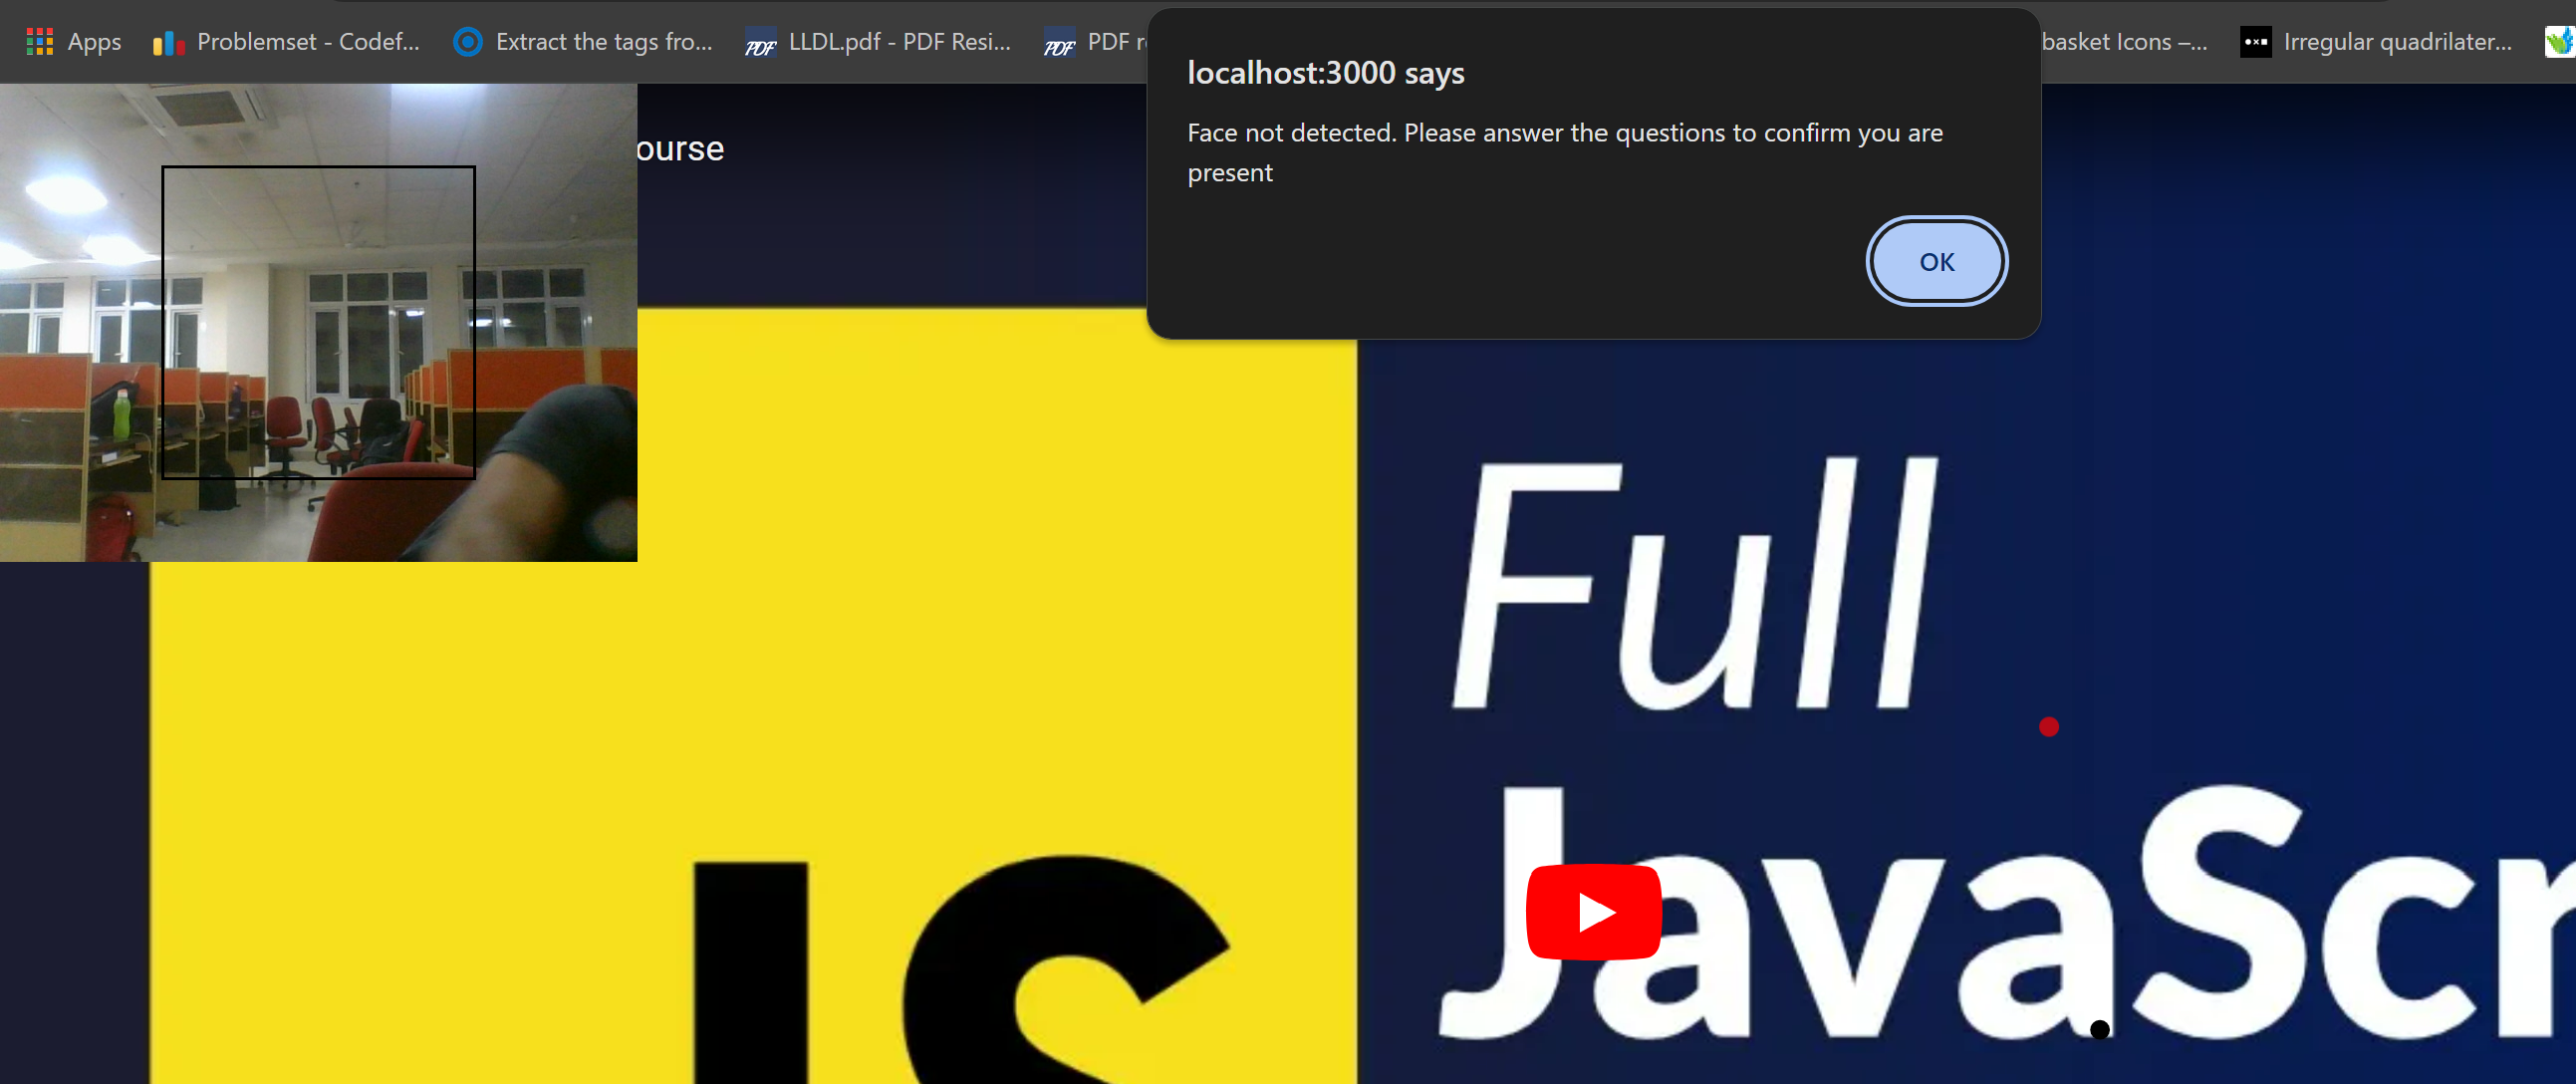 Apps
Problemset - Codef...
Extract the tags fro...
LLDL.pdf - PDF Resi...
PDF
basket Icons –...
Irregular quadrilater...
localhost:3000 says
Face not detected. Please answer the questions to confirm you are
present
OK
ourse
Full
JavaScr
JS